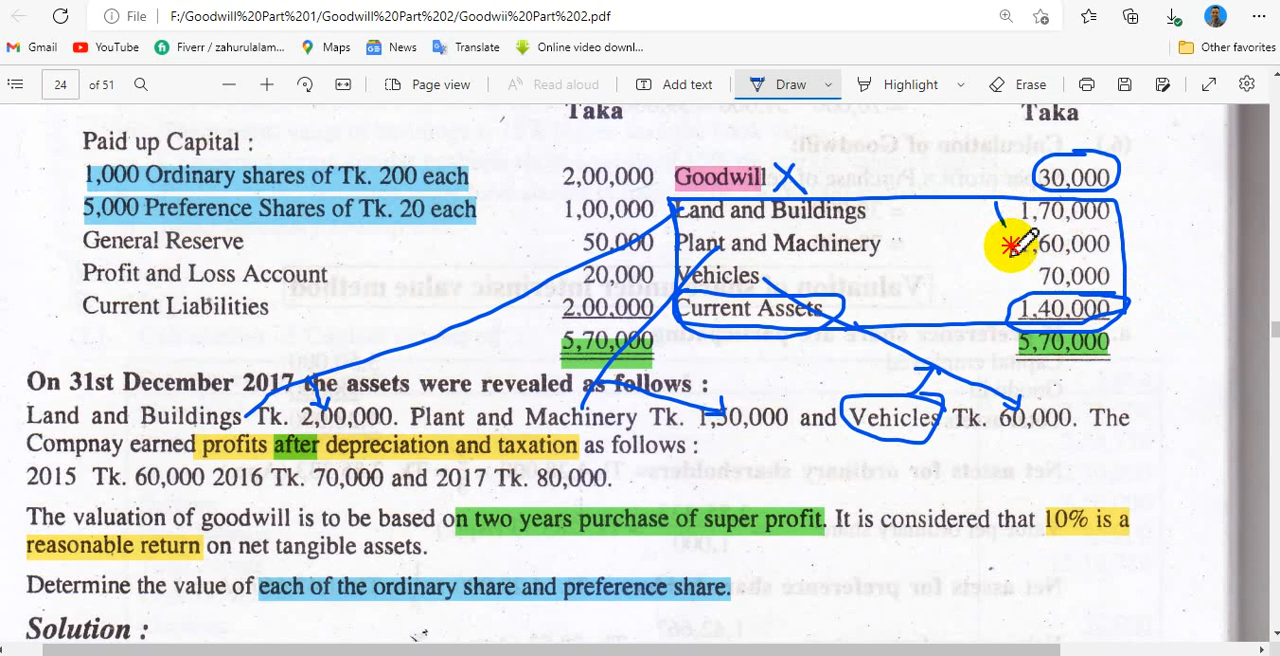 File F:/Goodwill%20Part%201/Goodwill%20Part%202/Goodwii%20Part%202.pdf
Gmail YouTube Fiverr / zahurulalam... Maps News Translate Online video downl... Other favorites
24 of 51 Page view Read aloud Add text Draw Highlight Erase
Taka Taka
Paid up Capital :
1,000 Ordinary shares of Tk. 200 each 2,00,000 Goodwill 30,000
5,000 Preference Shares of Tk. 20 each 1,00,000 Land and Buildings 1,70,000
General Reserve 50,000 Plant and Machinery 60,000
Profit and Loss Account 20,000 Vehicles 70,000
Current Liabilities 2,00,000 Current Assets 1,40,000
5,70,000 5,70,000
On 31st December 2017 the assets were revealed as follows :
Land and Buildings Tk. 2,00,000. Plant and Machinery Tk. 1,50,000 and Vehicles Tk. 60,000. The
Compnay earned profits after depreciation and taxation as follows :
2015 Tk. 60,000 2016 Tk. 70,000 and 2017 Tk. 80,000.
The valuation of goodwill is to be based on two years purchase of super profit. It is considered that 10% is a
reasonable return on net tangible assets.
Determine the value of each of the ordinary share and preference share.
Solution :